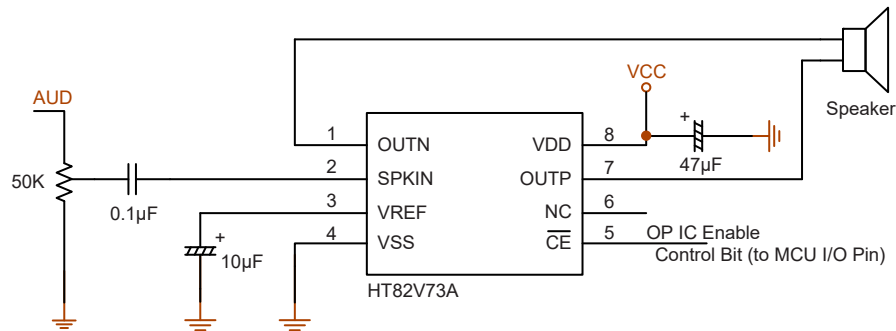 AUD
50K
0.1µF
+
10µF
1
2
3
4
OUTN
SPKIN
VREF
VSS
VDD
OUTP
NC
CE
8
7
6
5
HT82V73A
VCC
+
47µF
Speaker
OP IC Enable
Control Bit (to MCU I/O Pin)